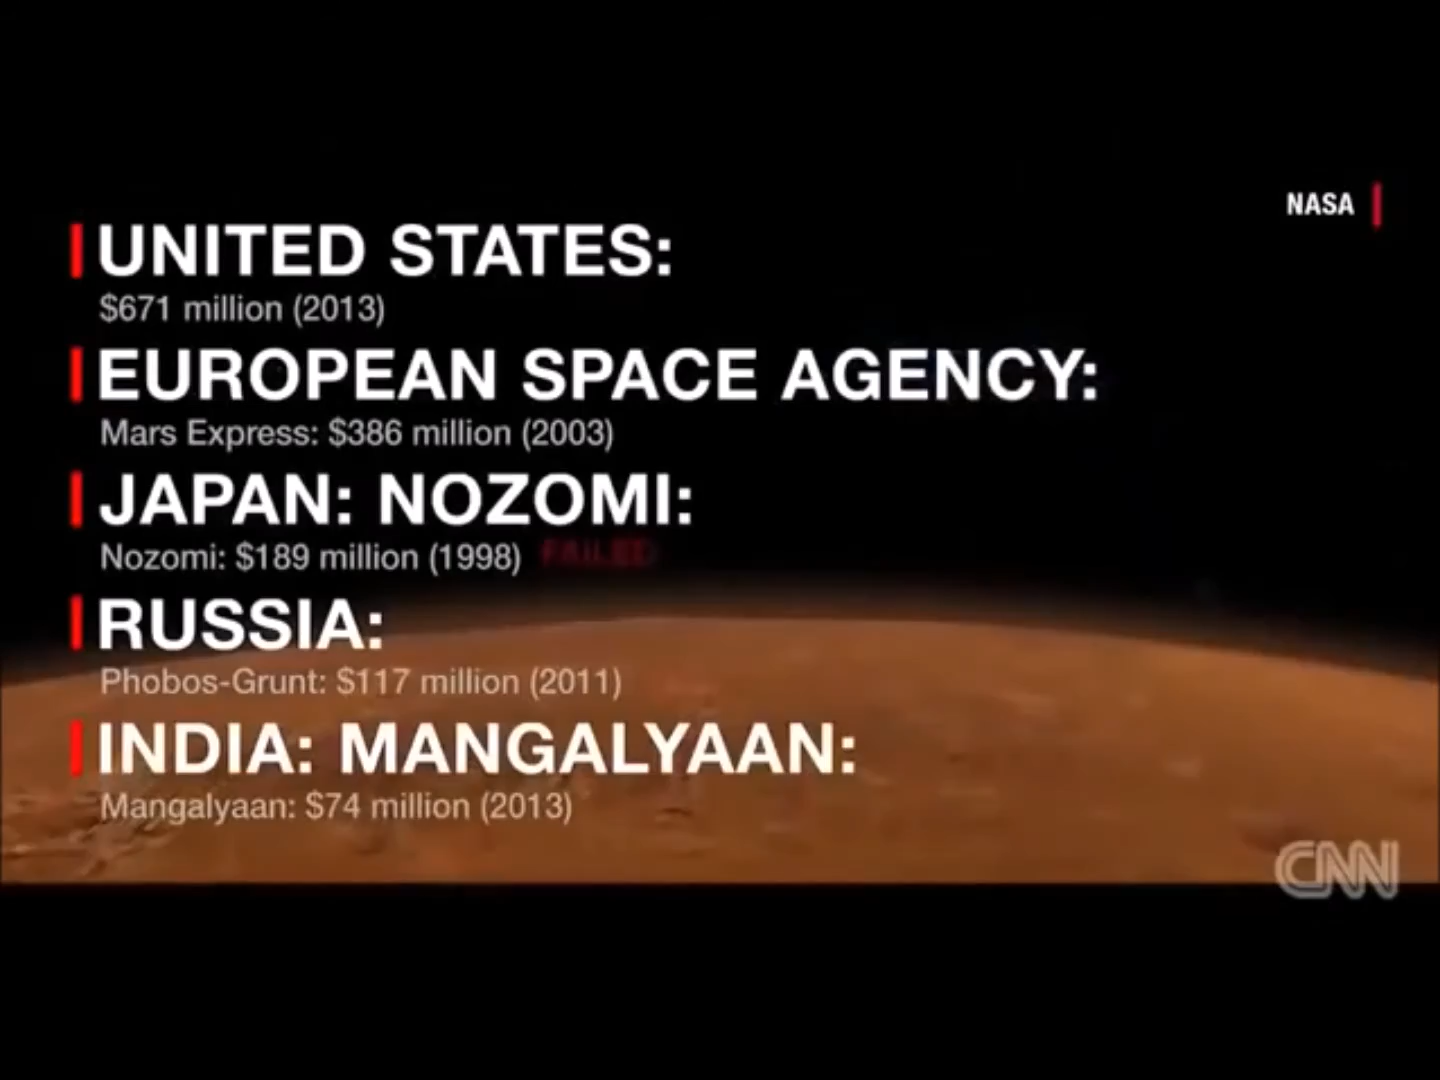 NASA
UNITED STATES:
$671 million (2013)
EUROPEAN SPACE AGENCY:
Mars Express: $386 million (2003)
JAPAN: NOZOMI:
Nozomi: $189 million (1998) FAILED
RUSSIA:
Phobos-Grunt: $117 million (2011)
INDIA: MANGALYAAN:
Mangalyaan: $74 million (2013)
CNN